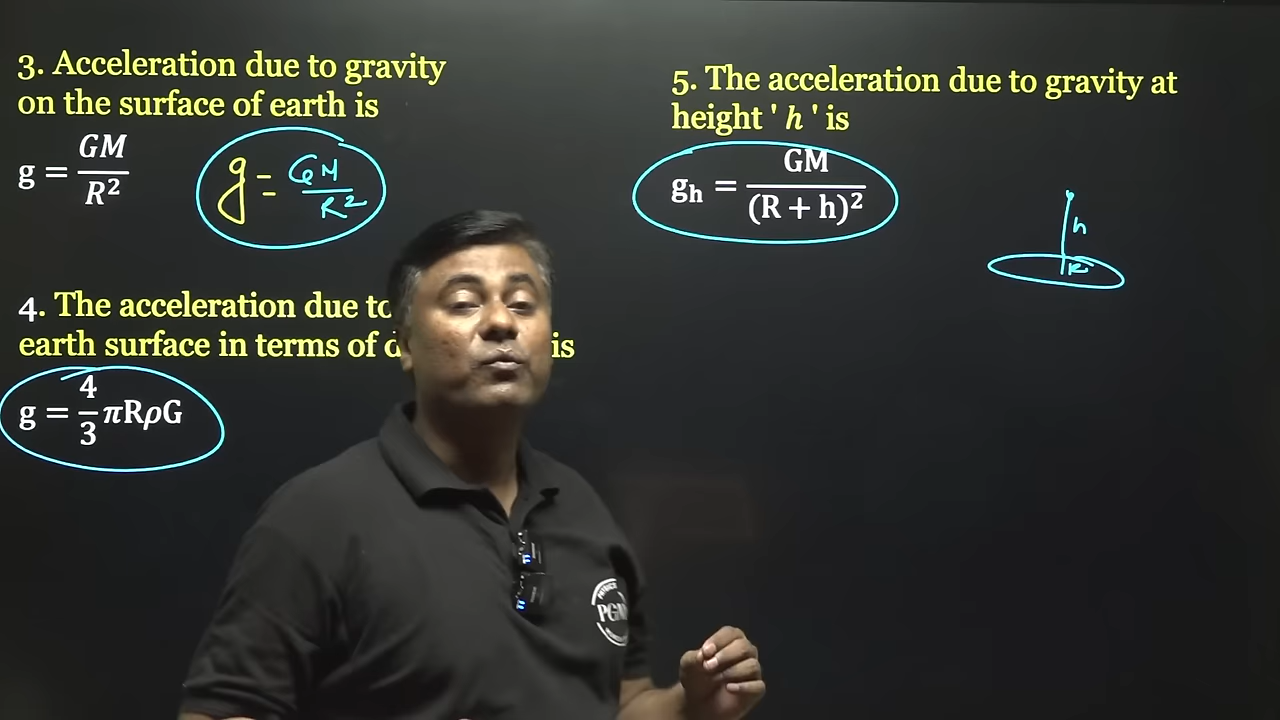 3. Acceleration due to gravity
on the surface of earth is
g = GM/R²
g = GM/R²
4. The acceleration due to
earth surface in terms of d is
g = 4/3 πRρG
5. The acceleration due to gravity at
height ' h ' is
gₕ = GM/(R + h)²
h
R
PGM